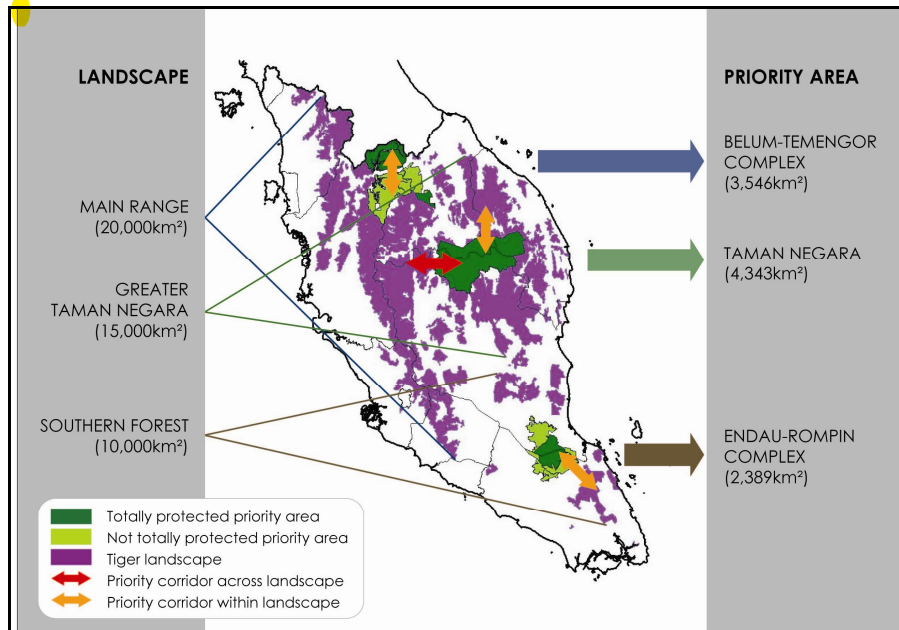 LANDSCAPE
MAIN RANGE
(20,000km²)
GREATER
TAMAN NEGARA
(15,000km²)
SOUTHERN FOREST
(10,000km²)
PRIORITY AREA
BELUM-TEMENGOR
COMPLEX
(3,546km²)
TAMAN NEGARA
(4,343km²)
ENDAU-ROMPIN
COMPLEX
(2,389km²)
Totally protected priority area
Not totally protected priority area
Tiger landscape
Priority corridor across landscape
Priority corridor within landscape